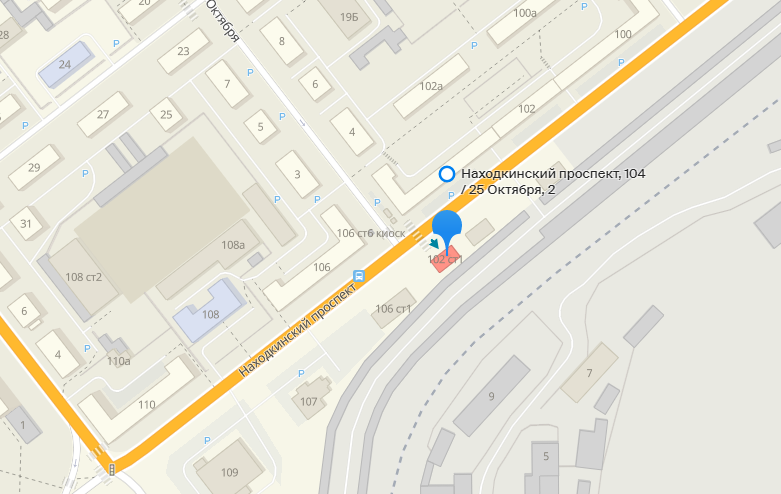 20
Октября
19Б
100а
28
23
8
100
24
7
6
102а
27
25
102
5
4
29
3
Находкинский проспект, 104
/ 25 Октября, 2
31
106 ст6 киоск
108а
102 ст1
106
108 ст2
6
108
106 ст1
Находкинский проспект
4
110а
7
110
107
9
1
5
109